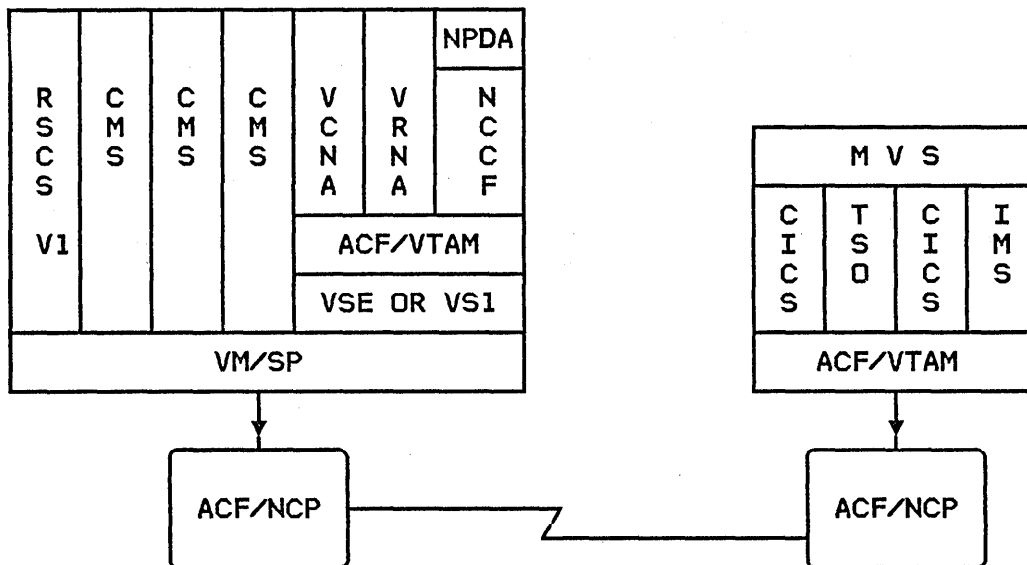 RSCS V1
CMS
CMS
CMS
VCNA
VRNA
NPDA
NCCF
ACF/VTAM
VSE OR VS1
VM/SP
ACF/NCP
M V S
CICS
TSO
CICS
IMS
ACF/VTAM
ACF/NCP